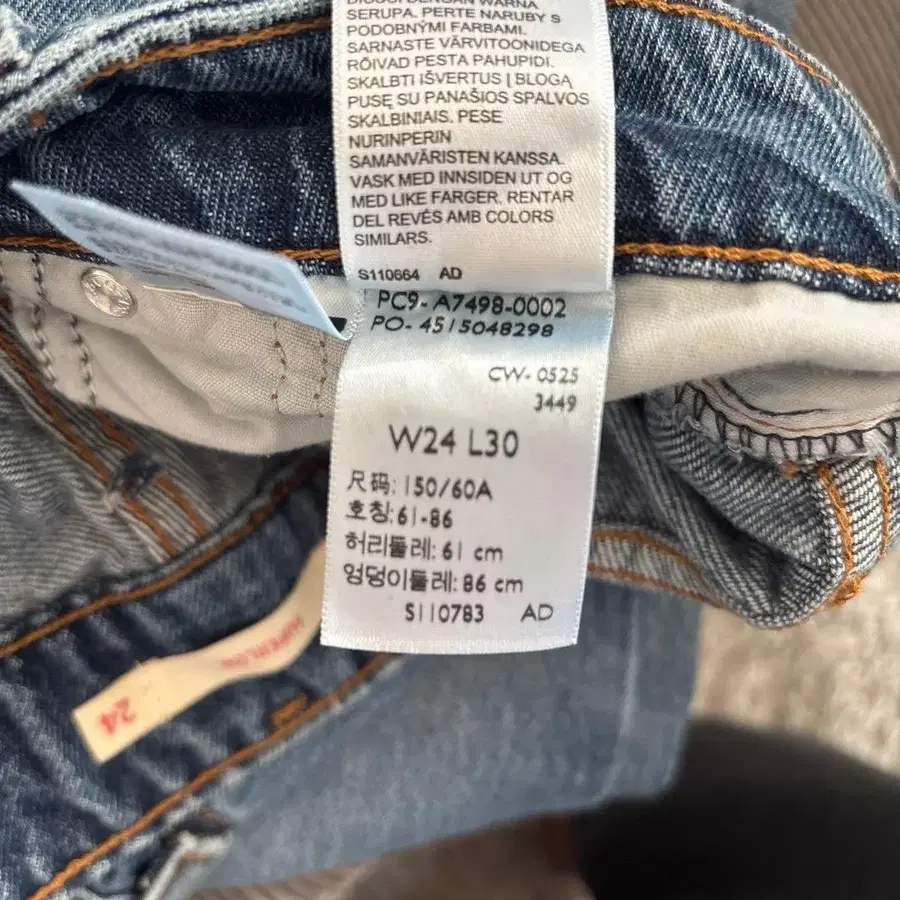 SERUPA. PERTE NARUBY S
PODOBNÝMI FARBAMI.
SARNASTE VÄRVITOONIDEGA
RÕIVAD PESTA PAHUPIDI.
SKALBTI IŠVERTUS Į BLOGĄ
PUSĘ SU PANAŠIOS SPALVOS
SKALBINIAIS. PESE
NURINPERIN
SAMANVÄRISTEN KANSSA.
VASK MED INNSIDEN UT OG
MED LIKE FARGER. RENTAR
DEL REVÉS AMB COLORS
SIMILARS.
S110664 AD
PC9- A7498-0002
PO- 4515048298
CW- 0525
3449
W24 L30
尺码: 150/60A
호칭: 61-86
허리둘레: 61 cm
엉덩이둘레: 86 cm
S110783 AD
24